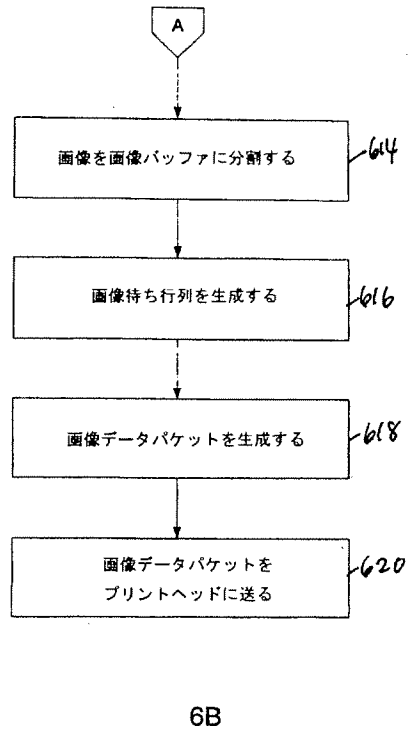 A
画像を画像バッファに分割する
614
画像待ち行列を生成する
616
画像データパケットを生成する
618
画像データパケットを
プリントヘッドに送る
620
6B